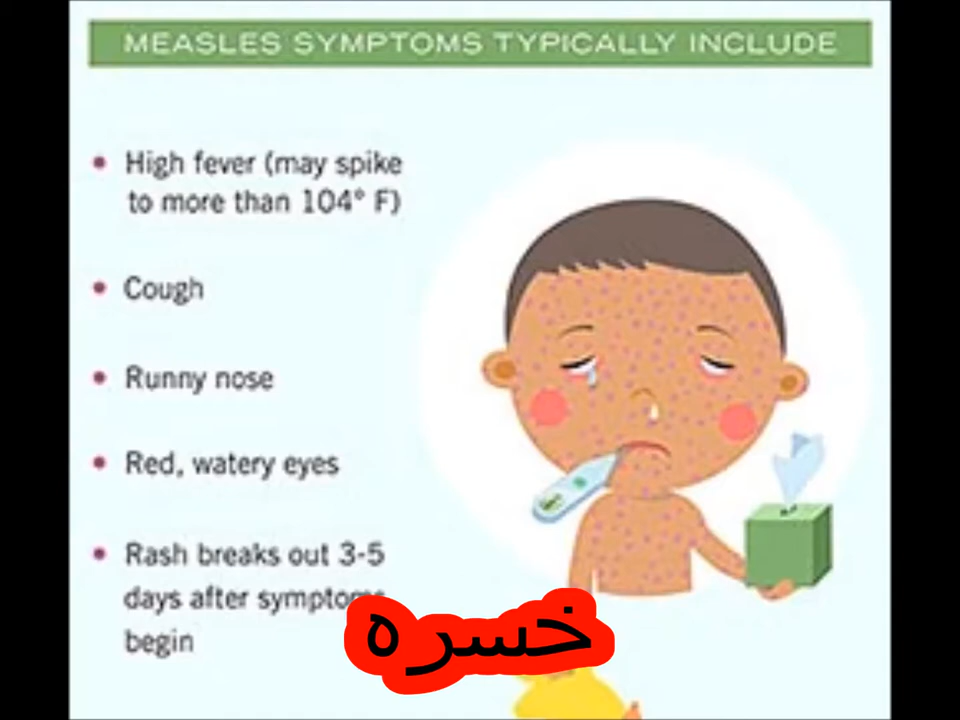 MEASLES SYMPTOMS TYPICALLY INCLUDE
• High fever (may spike
to more than 104° F)
• Cough
• Runny nose
• Red, watery eyes
• Rash breaks out 3-5
days after symptoms
begin
خسره